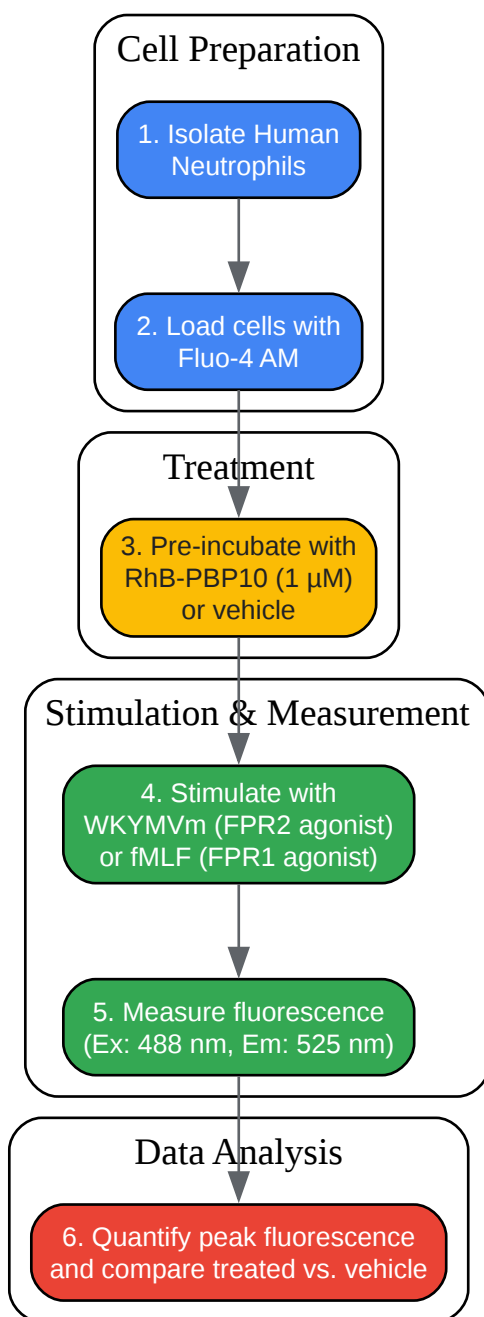 Cell Preparation
1. Isolate Human
Neutrophils
2. Load cells with
Fluo-4 AM
Treatment
3. Pre-incubate with
RhB-PBP10 (1 µM)
or vehicle
Stimulation & Measurement
4. Stimulate with
WKYMVm (FPR2 agonist)
or fMLF (FPR1 agonist)
5. Measure fluorescence
(Ex: 488 nm, Em: 525 nm)
Data Analysis
6. Quantify peak fluorescence
and compare treated vs. vehicle